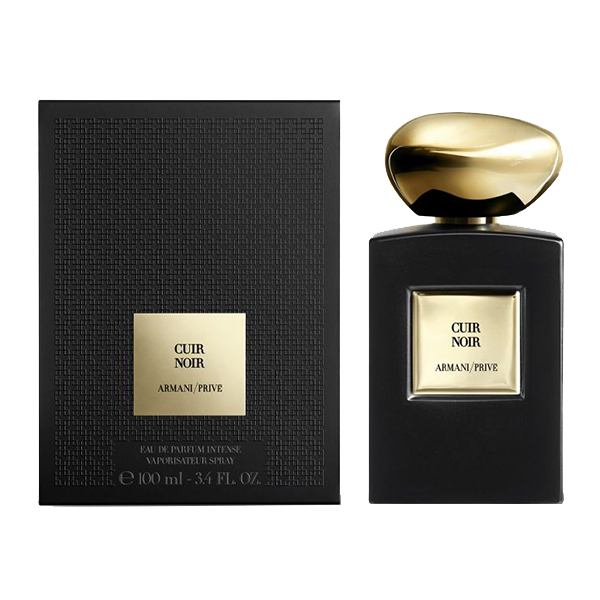 CUIR
NOIR
ARMANI/PRIVE
EAU DE PARFUM INTENSE
VAPORISATEUR SPRAY
℮ 100 ml - 3.4 FL. OZ.
CUIR
NOIR
ARMANI/PRIVE